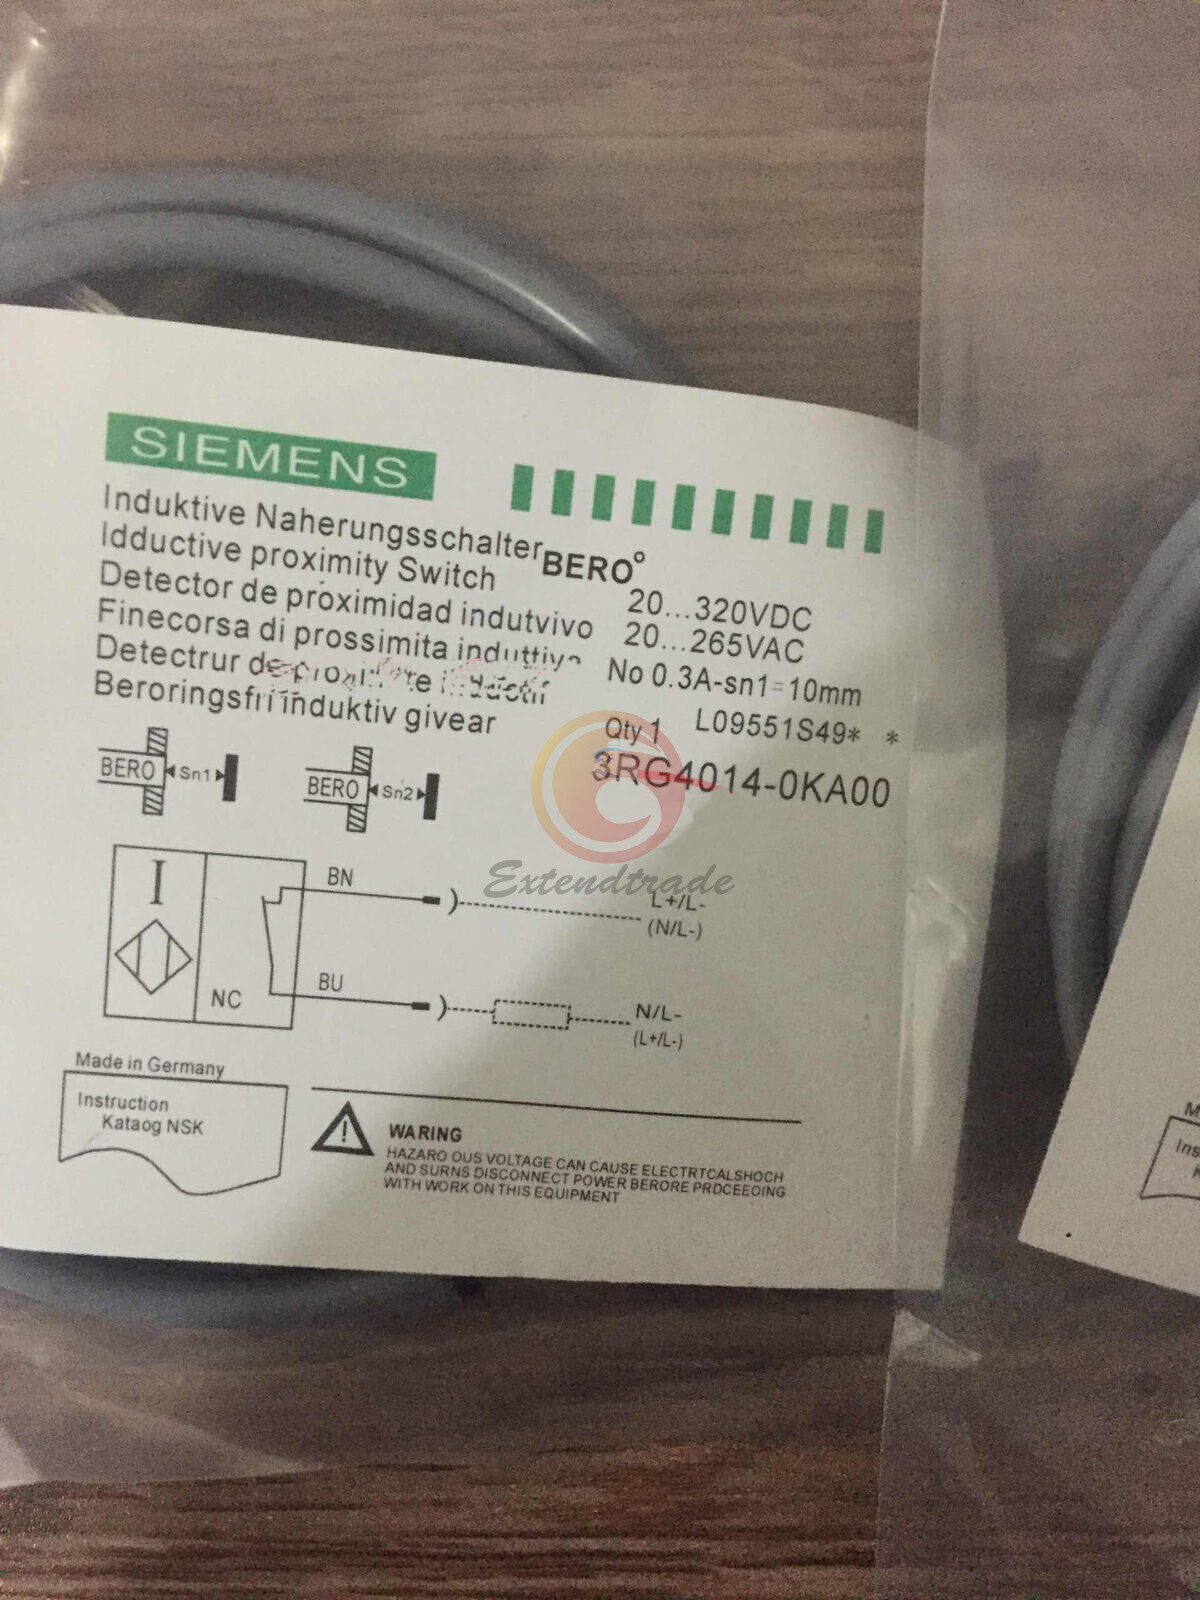 SIEMENS
Induktive Naherungsschalter BERO°
Idductive proximity Switch
Detector de proximidad indutvivo
Finecorsa di prossimita
Detectrur
Beroringsfri induktiv givear
20...320VDC
20...265VAC
No 0.3A-sn1=10mm
Qty 1 L09551S49* *
3RG4014-0KA00
BERO Sn1
BERO Sn2
Extendtrade
I
NC
BN
L+/L-
(N/L-)
BU
N/L-
(L+/L-)
Made in Germany
Instruction
Kataog NSK
WARING
HAZARO OUS VOLTAGE CAN CAUSE ELECTRTCALSHOCH
AND SURNS DISCONNECT POWER BERORE PRDCEEOING
WITH WORK ON THIS EQUIPMENT